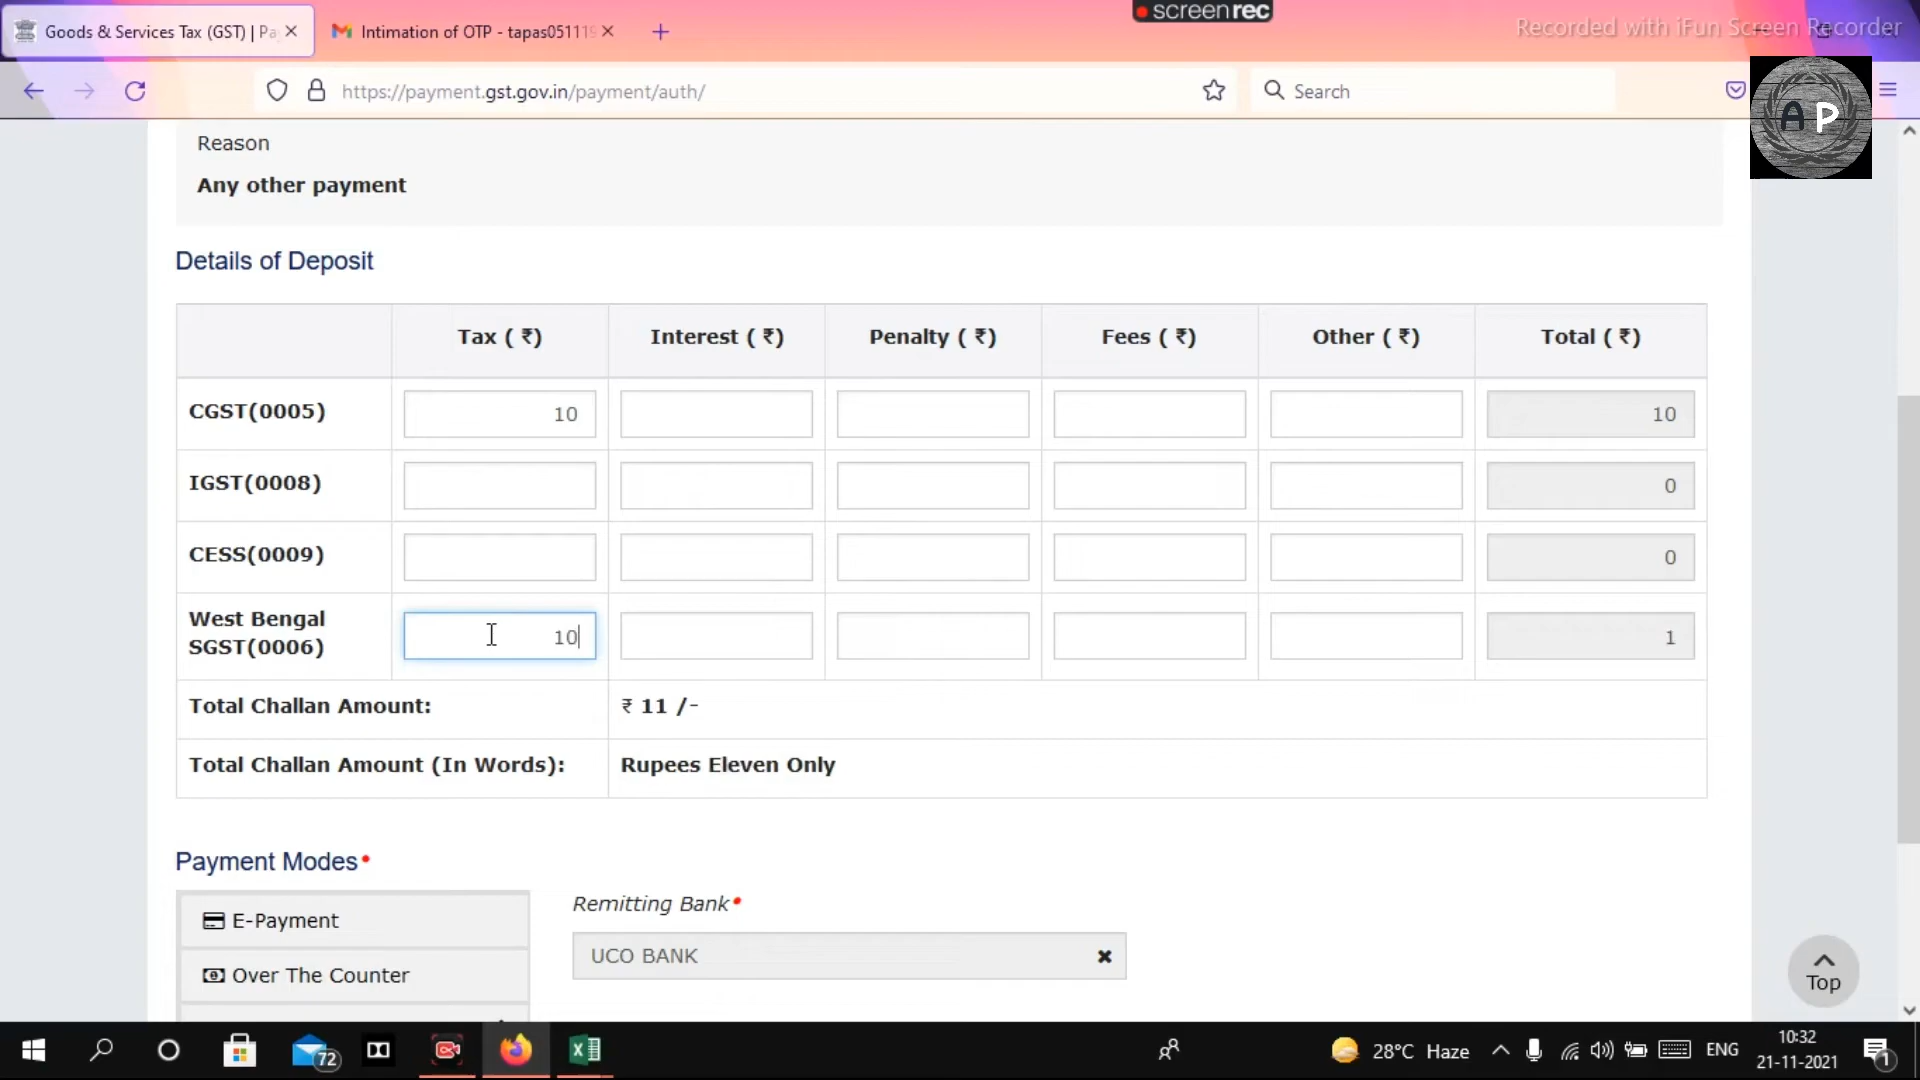 screenrec
Goods & Services Tax (GST) | Pa
Intimation of OTP - tapas051119
Recorded with iFun Screen Recorder
https://payment.gst.gov.in/payment/auth/
Search
A P
Reason
Any other payment
Details of Deposit
Tax ( ₹) Interest ( ₹) Penalty ( ₹) Fees ( ₹) Other ( ₹) Total ( ₹)
CGST(0005) 10 10
IGST(0008) 0
CESS(0009) 0
West Bengal
SGST(0006) 10 1
Total Challan Amount: ₹ 11 /-
Total Challan Amount (In Words): Rupees Eleven Only
Payment Modes•
E-Payment
Over The Counter
Remitting Bank•
UCO BANK
Top
72
28°C Haze
ENG
10:32
21-11-2021
1